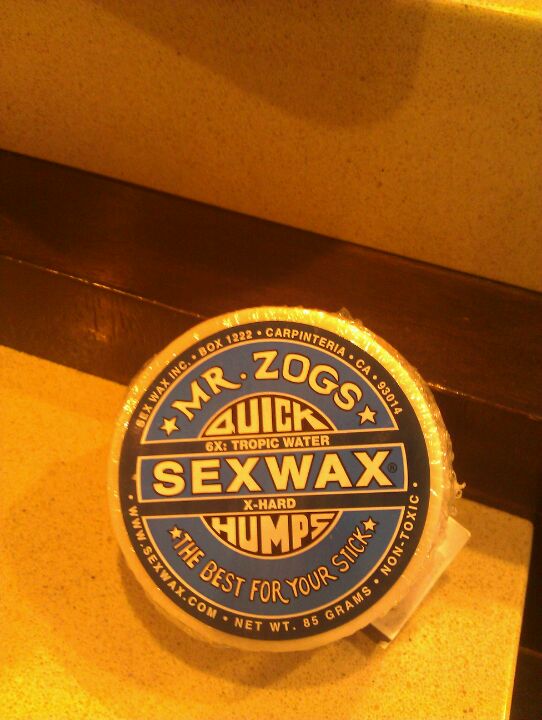 SEX WAX INC. • BOX 1222 • CARPINTERIA • CA • 93014
★ MR. ZOGS ★
QUICK
6X: TROPIC WATER
SEXWAX®
X-HARD
HUMPS
★ THE BEST FOR YOUR STICK ★
• WWW.SEXWAX.COM • NET WT. 85 GRAMS • NON-TOXIC •